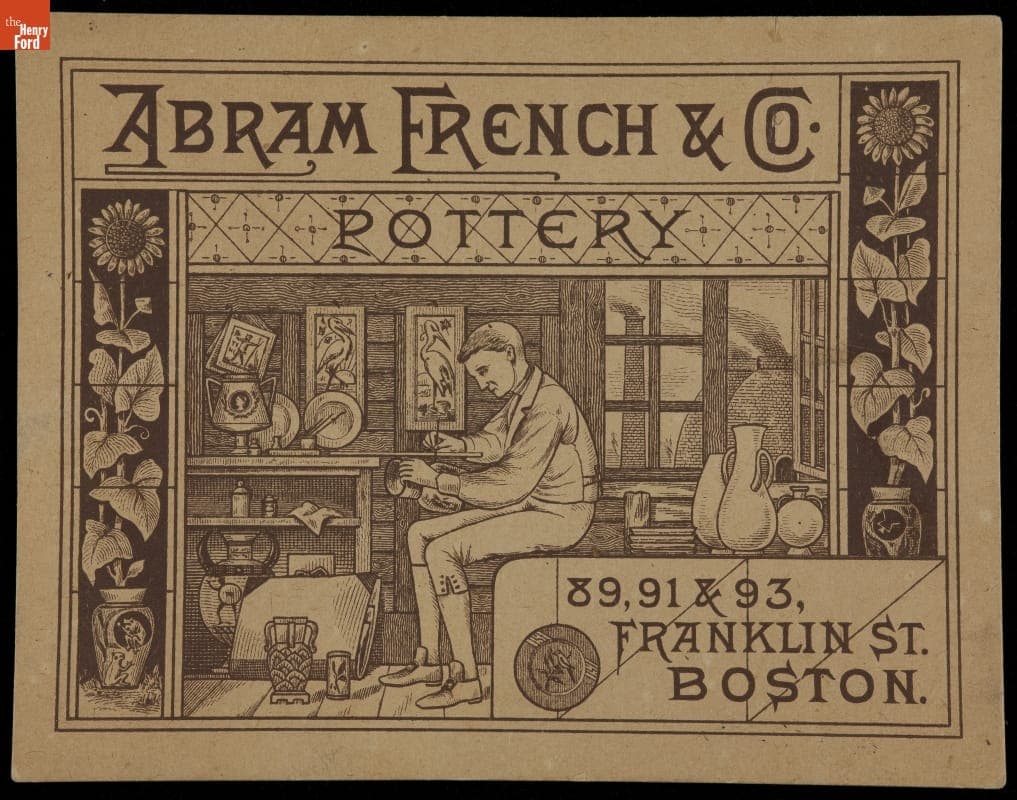 the
Henry
Ford
ABRAM FRENCH & CO.
POTTERY
89, 91 & 93,
FRANKLIN ST.
BOSTON.